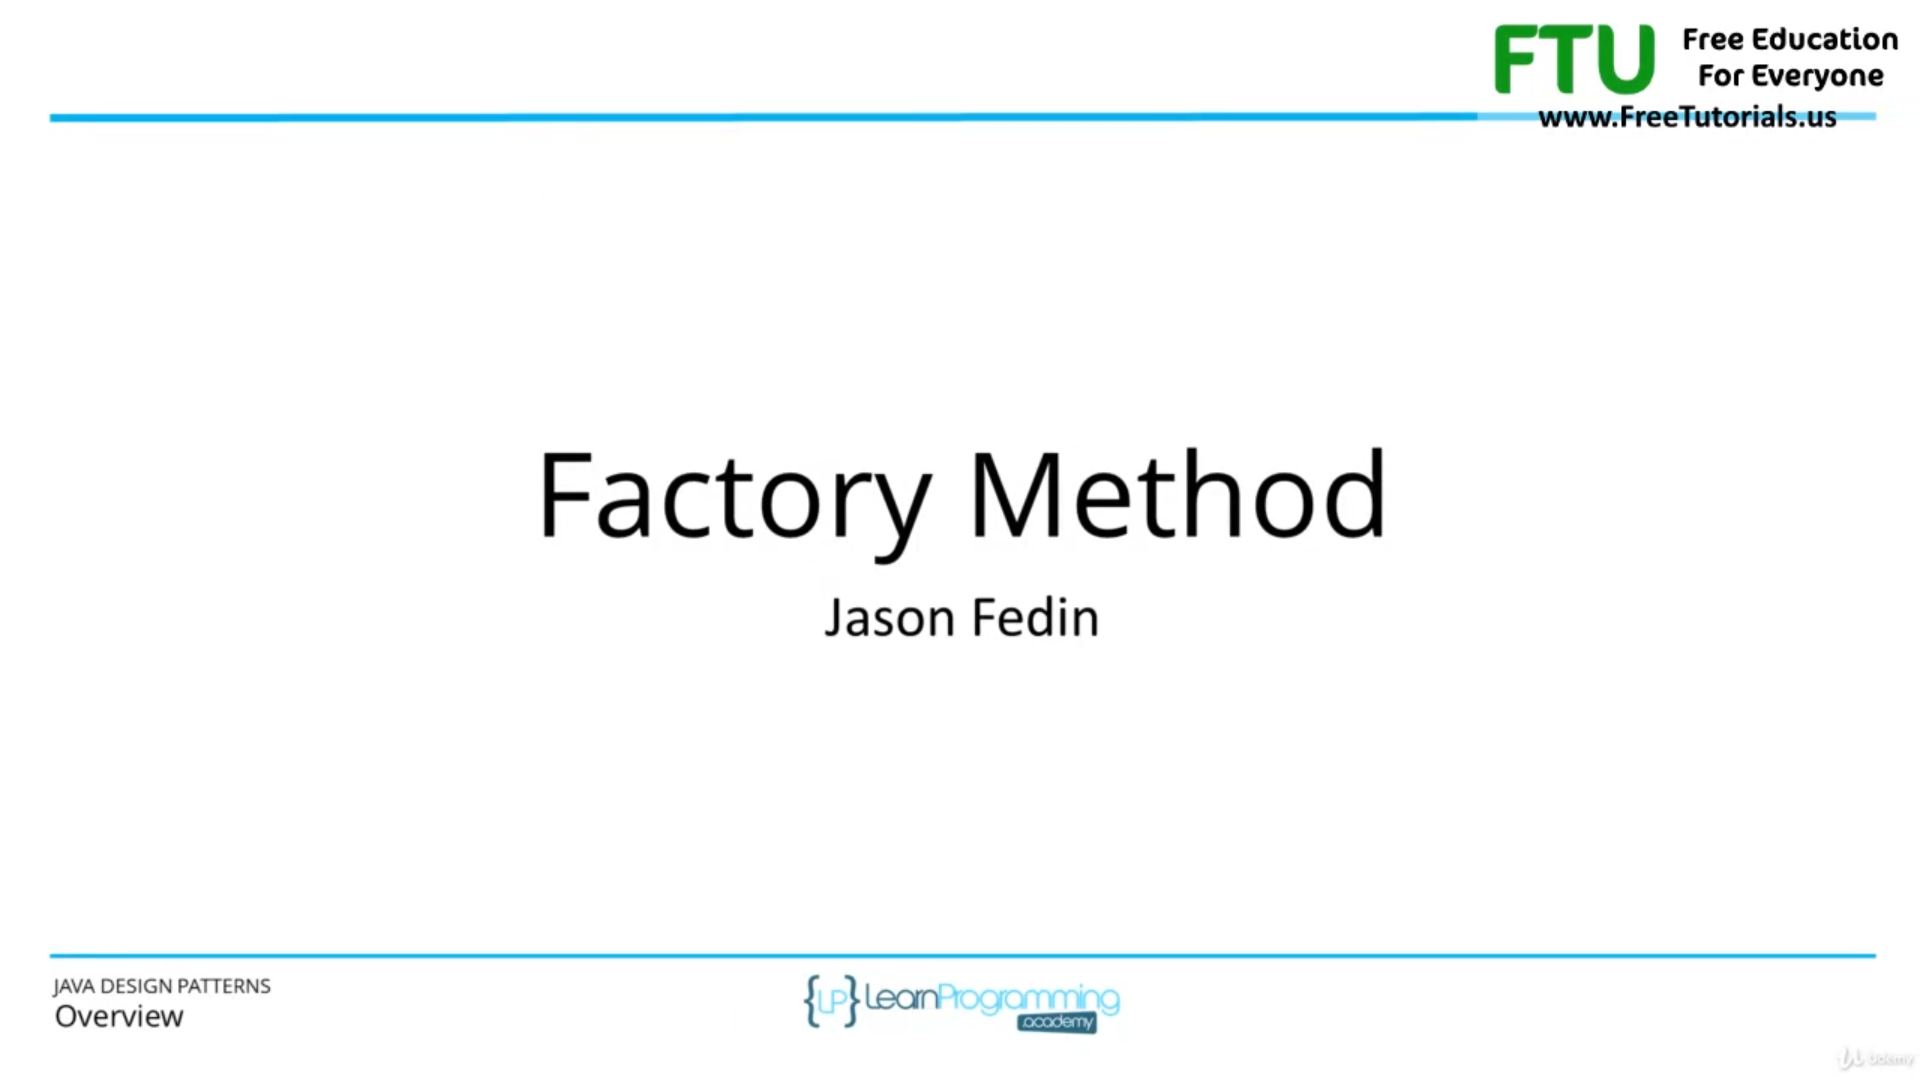 FTU
Free Education
For Everyone
www.FreeTutorials.us
Factory Method
Jason Fedin
JAVA DESIGN PATTERNS
Overview
{LP} LearnProgramming
.academy
Udemy